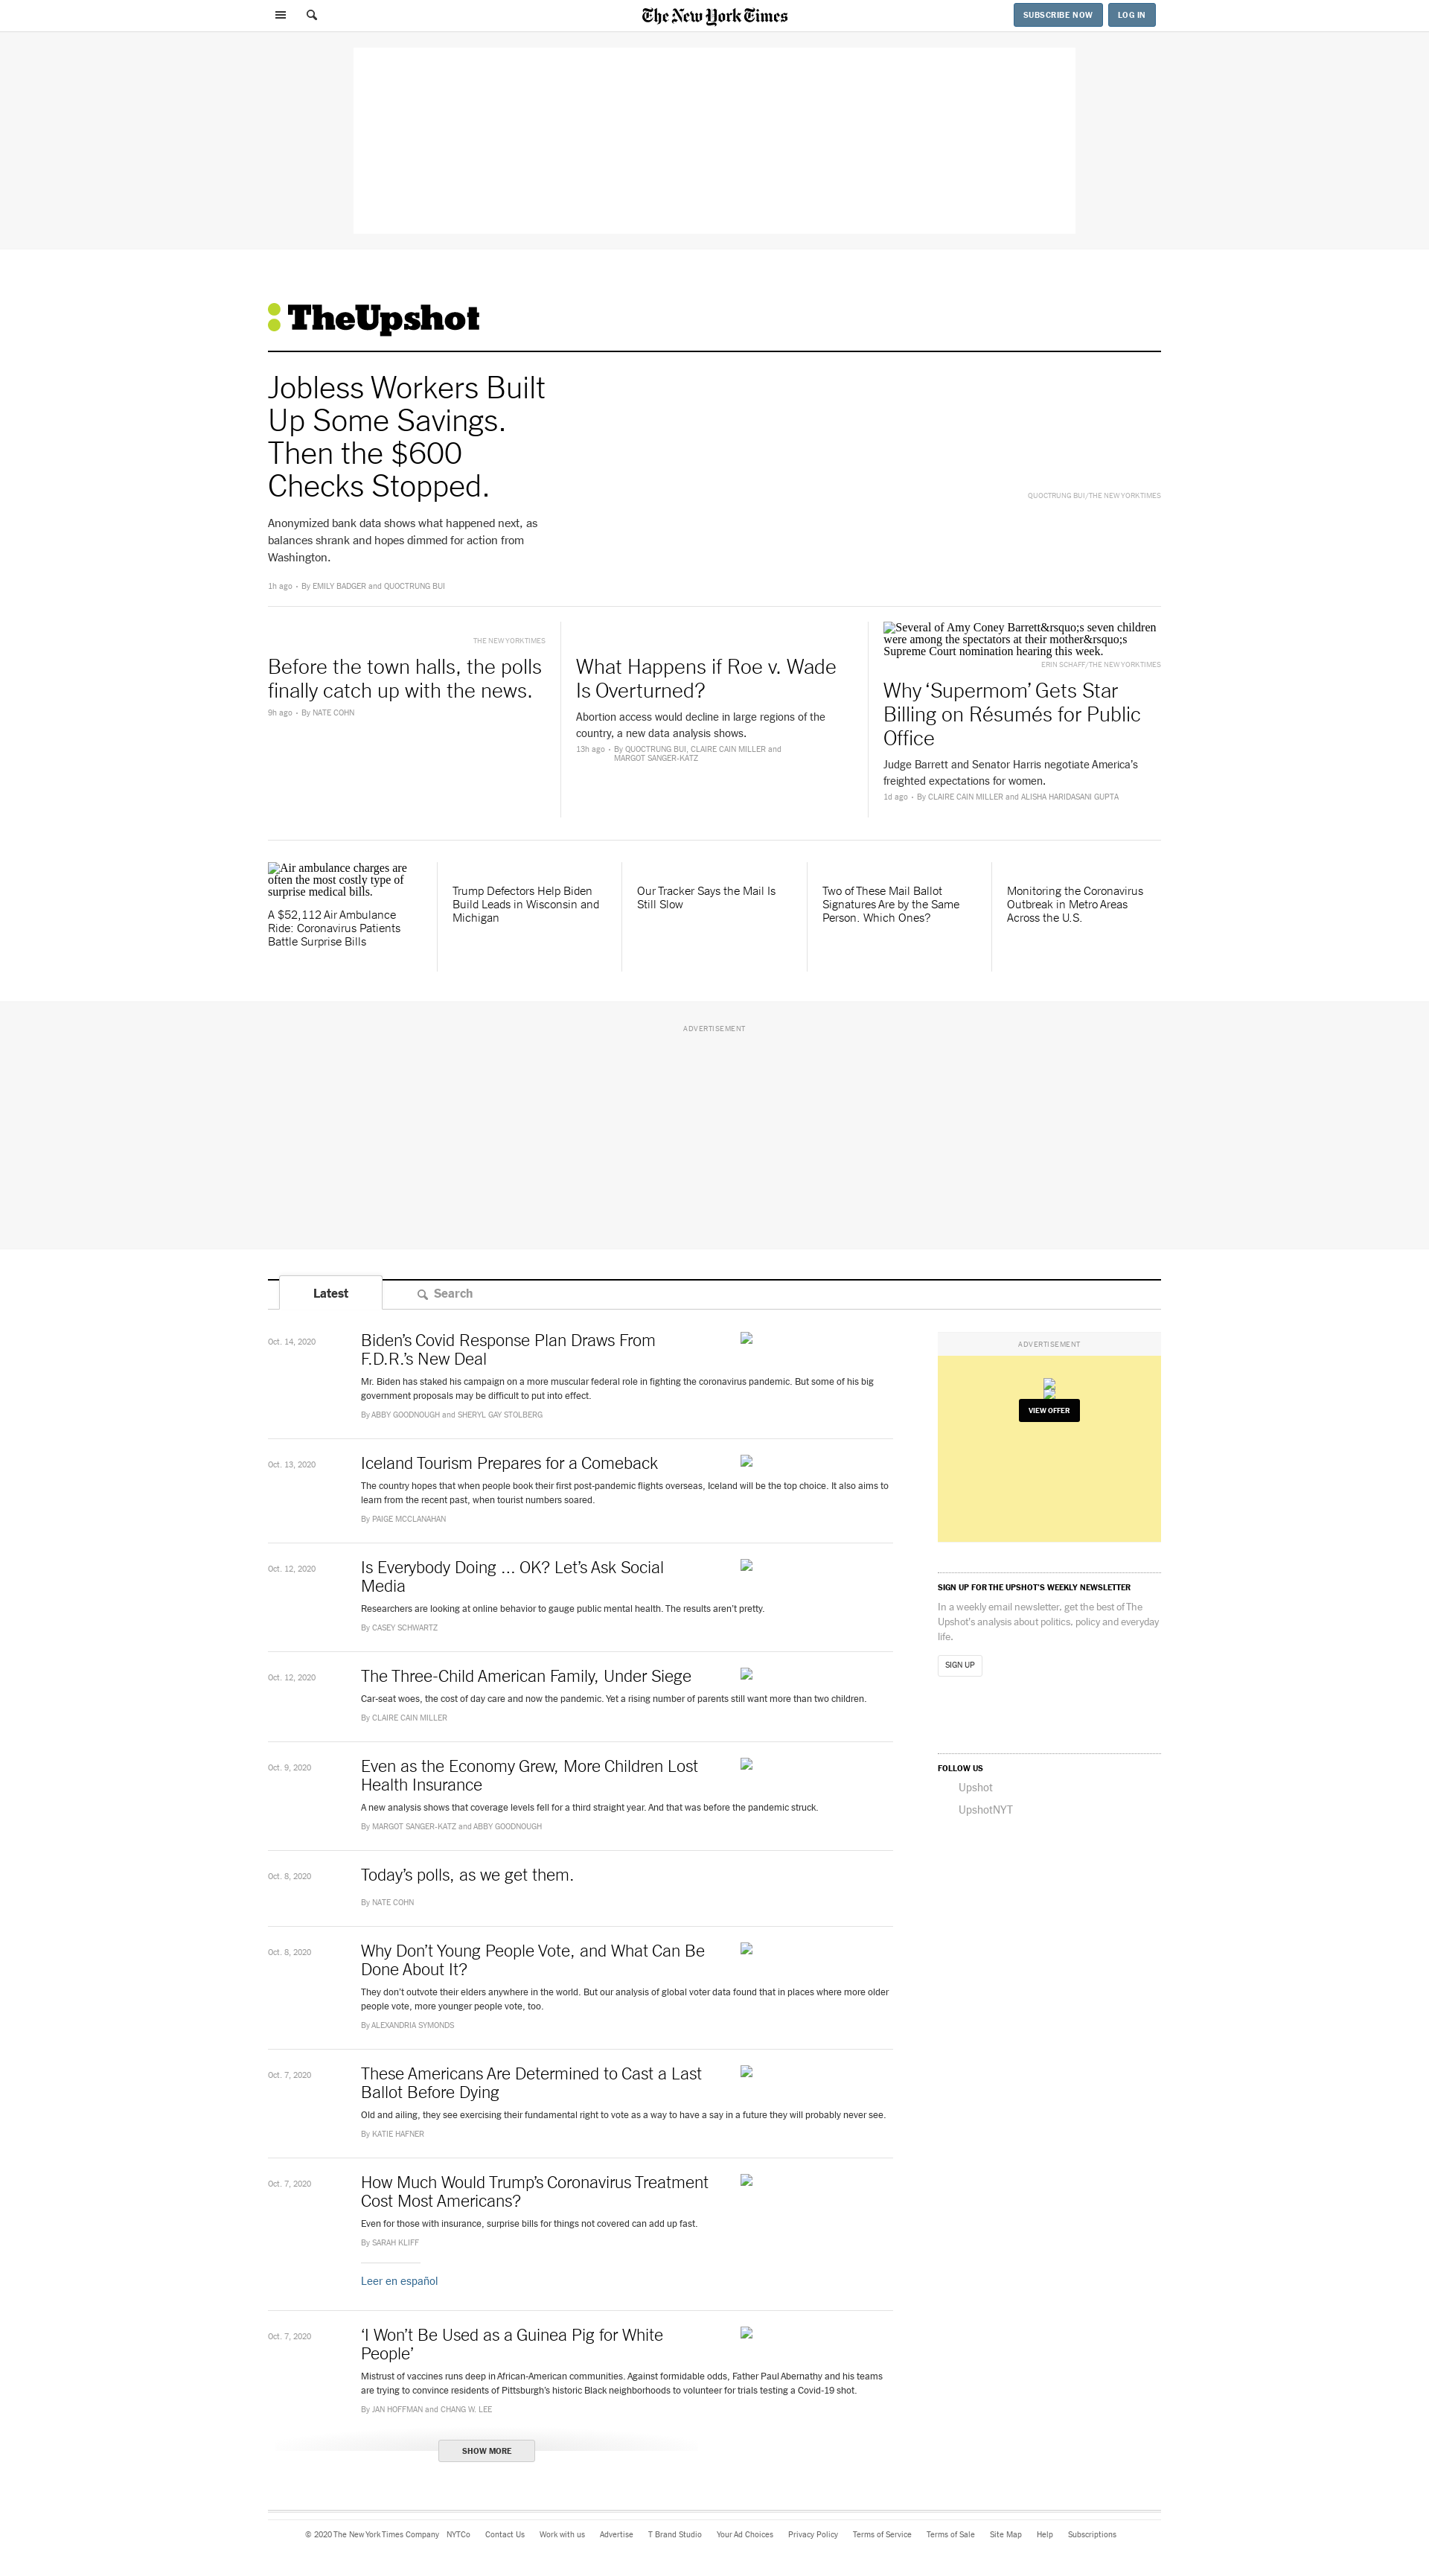 The New York Times
SUBSCRIBE NOW
LOG IN
TheUpshot
Jobless Workers Built
Up Some Savings.
Then the $600
Checks Stopped.
Anonymized bank data shows what happened next, as
balances shrank and hopes dimmed for action from
Washington.
1h ago • By EMILY BADGER and QUOCTRUNG BUI
QUOCTRUNG BUI/THE NEW YORK TIMES
THE NEW YORK TIMES
Before the town halls, the polls
finally catch up with the news.
9h ago • By NATE COHN
What Happens if Roe v. Wade
Is Overturned?
Abortion access would decline in large regions of the
country, a new data analysis shows.
13h ago • By QUOCTRUNG BUI, CLAIRE CAIN MILLER and
MARGOT SANGER-KATZ
Several of Amy Coney Barrett&rsquo;s seven children
were among the spectators at their mother&rsquo;s
Supreme Court nomination hearing this week.
ERIN SCHAFF/THE NEW YORK TIMES
Why ‘Supermom’ Gets Star
Billing on Résumés for Public
Office
Judge Barrett and Senator Harris negotiate America’s
freighted expectations for women.
1d ago • By CLAIRE CAIN MILLER and ALISHA HARIDASANI GUPTA
Air ambulance charges are
often the most costly type of
surprise medical bills.
A $52,112 Air Ambulance
Ride: Coronavirus Patients
Battle Surprise Bills
Trump Defectors Help Biden
Build Leads in Wisconsin and
Michigan
Our Tracker Says the Mail Is
Still Slow
Two of These Mail Ballot
Signatures Are by the Same
Person. Which Ones?
Monitoring the Coronavirus
Outbreak in Metro Areas
Across the U.S.
ADVERTISEMENT
Latest
Search
Oct. 14, 2020
Biden’s Covid Response Plan Draws From
F.D.R.’s New Deal
Mr. Biden has staked his campaign on a more muscular federal role in fighting the coronavirus pandemic. But some of his big
government proposals may be difficult to put into effect.
By ABBY GOODNOUGH and SHERYL GAY STOLBERG
Oct. 13, 2020
Iceland Tourism Prepares for a Comeback
The country hopes that when people book their first post-pandemic flights overseas, Iceland will be the top choice. It also aims to
learn from the recent past, when tourist numbers soared.
By PAIGE MCCLANAHAN
Oct. 12, 2020
Is Everybody Doing … OK? Let’s Ask Social
Media
Researchers are looking at online behavior to gauge public mental health. The results aren’t pretty.
By CASEY SCHWARTZ
Oct. 12, 2020
The Three-Child American Family, Under Siege
Car-seat woes, the cost of day care and now the pandemic. Yet a rising number of parents still want more than two children.
By CLAIRE CAIN MILLER
Oct. 9, 2020
Even as the Economy Grew, More Children Lost
Health Insurance
A new analysis shows that coverage levels fell for a third straight year. And that was before the pandemic struck.
By MARGOT SANGER-KATZ and ABBY GOODNOUGH
Oct. 8, 2020
Today’s polls, as we get them.
By NATE COHN
Oct. 8, 2020
Why Don’t Young People Vote, and What Can Be
Done About It?
They don’t outvote their elders anywhere in the world. But our analysis of global voter data found that in places where more older
people vote, more younger people vote, too.
By ALEXANDRIA SYMONDS
Oct. 7, 2020
These Americans Are Determined to Cast a Last
Ballot Before Dying
Old and ailing, they see exercising their fundamental right to vote as a way to have a say in a future they will probably never see.
By KATIE HAFNER
Oct. 7, 2020
How Much Would Trump’s Coronavirus Treatment
Cost Most Americans?
Even for those with insurance, surprise bills for things not covered can add up fast.
By SARAH KLIFF
Leer en español
Oct. 7, 2020
‘I Won’t Be Used as a Guinea Pig for White
People’
Mistrust of vaccines runs deep in African-American communities. Against formidable odds, Father Paul Abernathy and his teams
are trying to convince residents of Pittsburgh’s historic Black neighborhoods to volunteer for trials testing a Covid-19 shot.
By JAN HOFFMAN and CHANG W. LEE
SHOW MORE
ADVERTISEMENT
VIEW OFFER
SIGN UP FOR THE UPSHOT’S WEEKLY NEWSLETTER
In a weekly email newsletter, get the best of The
Upshot’s analysis about politics, policy and everyday
life.
SIGN UP
FOLLOW US
Upshot
UpshotNYT
© 2020 The New York Times Company NYTCo Contact Us Work with us Advertise T Brand Studio Your Ad Choices Privacy Policy Terms of Service Terms of Sale Site Map Help Subscriptions